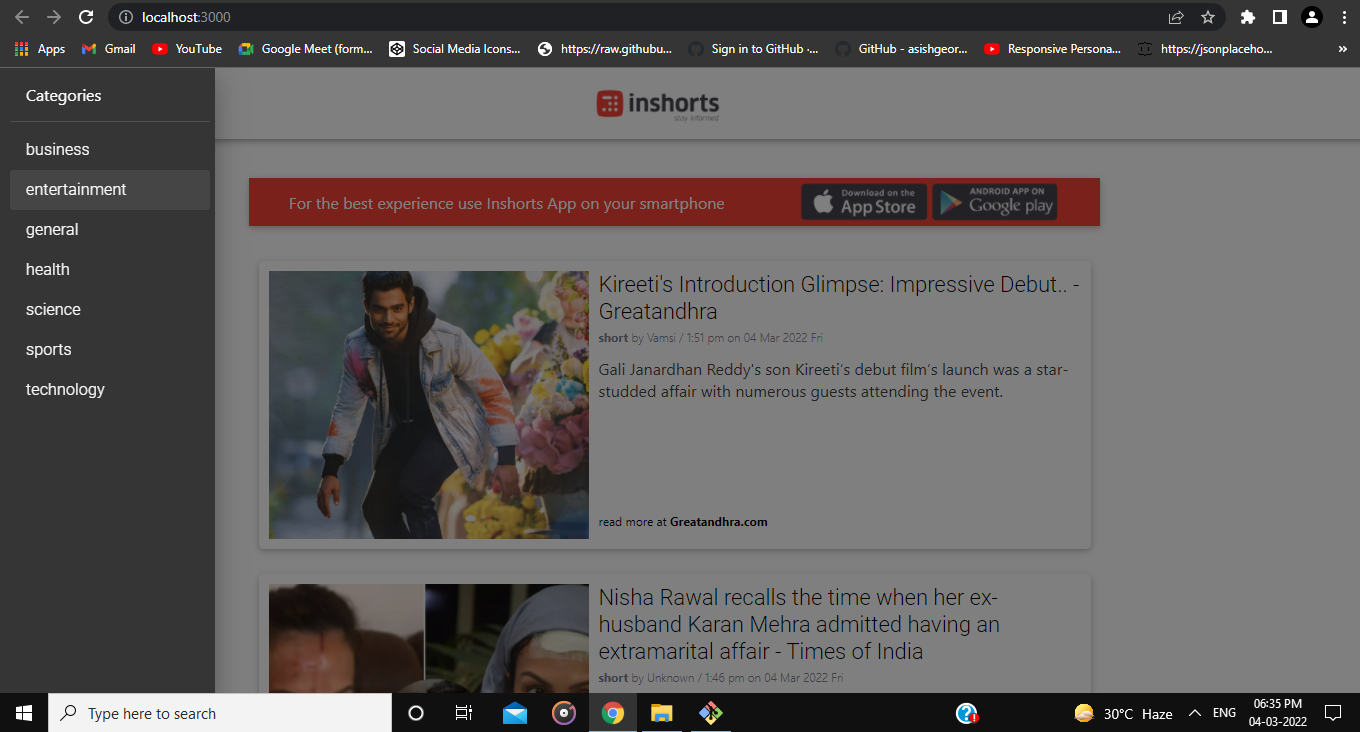 localhost:3000
Apps Gmail YouTube Google Meet (form... Social Media Icons... https://raw.githubu... Sign in to GitHub ·... GitHub - asishgeor... Responsive Persona... https://jsonplaceho... »
Categories
business
entertainment
general
health
science
sports
technology
inshorts
stay informed
For the best experience use Inshorts App on your smartphone
Download on the
App Store
ANDROID APP ON
Google play
Kireeti's Introduction Glimpse: Impressive Debut.. -
Greatandhra
short by Vamsi / 1:51 pm on 04 Mar 2022 Fri
Gali Janardhan Reddy's son Kireeti's debut film's launch was a star-
studded affair with numerous guests attending the event.
read more at Greatandhra.com
Nisha Rawal recalls the time when her ex-
husband Karan Mehra admitted having an
extramarital affair - Times of India
short by Unknown / 1:46 pm on 04 Mar 2022 Fri
Type here to search
30°C Haze
ENG
06:35 PM
04-03-2022